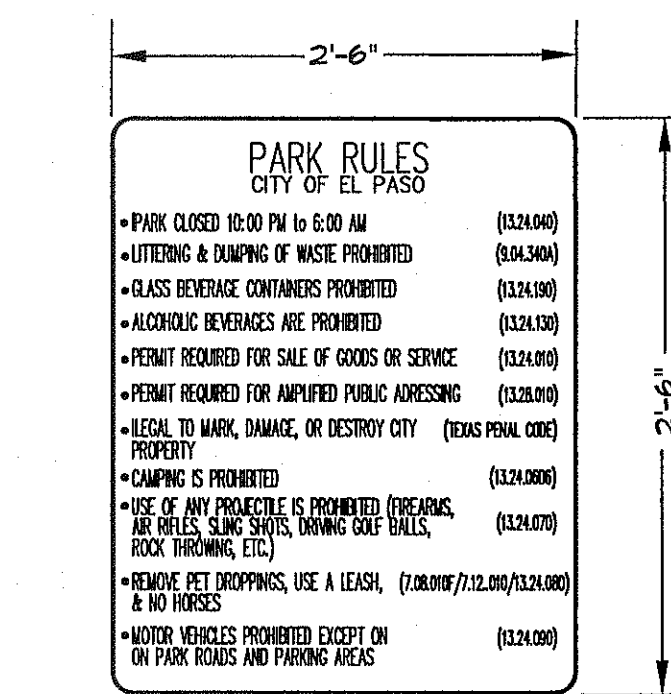 2'-6"
PARK RULES
CITY OF EL PASO
• PARK CLOSED 10:00 PM to 6:00 AM (13.24.040)
• LITTERING & DUMPING OF WASTE PROHIBITED (9.04.340A)
• GLASS BEVERAGE CONTAINERS PROHIBITED (13.24.190)
• ALCOHOLIC BEVERAGES ARE PROHIBITED (13.24.130)
• PERMIT REQUIRED FOR SALE OF GOODS OR SERVICE (13.24.010)
• PERMIT REQUIRED FOR AMPLIFIED PUBLIC ADRESSING (13.28.010)
• ILEGAL TO MARK, DAMAGE, OR DESTROY CITY (TEXAS PENAL CODE)
PROPERTY
• CAMPING IS PROHIBITED (13.24.0606)
• USE OF ANY PROJECTILE IS PROHIBITED (FIREARMS,
AIR RIFLES, SLING SHOTS, DRIVING GOLF BALLS, (13.24.070)
ROCK THROWING, ETC.)
• REMOVE PET DROPPINGS, USE A LEASH, (7.08.010F/7.12.010/13.24.080)
& NO HORSES
• MOTOR VEHICLES PROHIBITED EXCEPT ON (13.24.090)
ON PARK ROADS AND PARKING AREAS
2'-6"